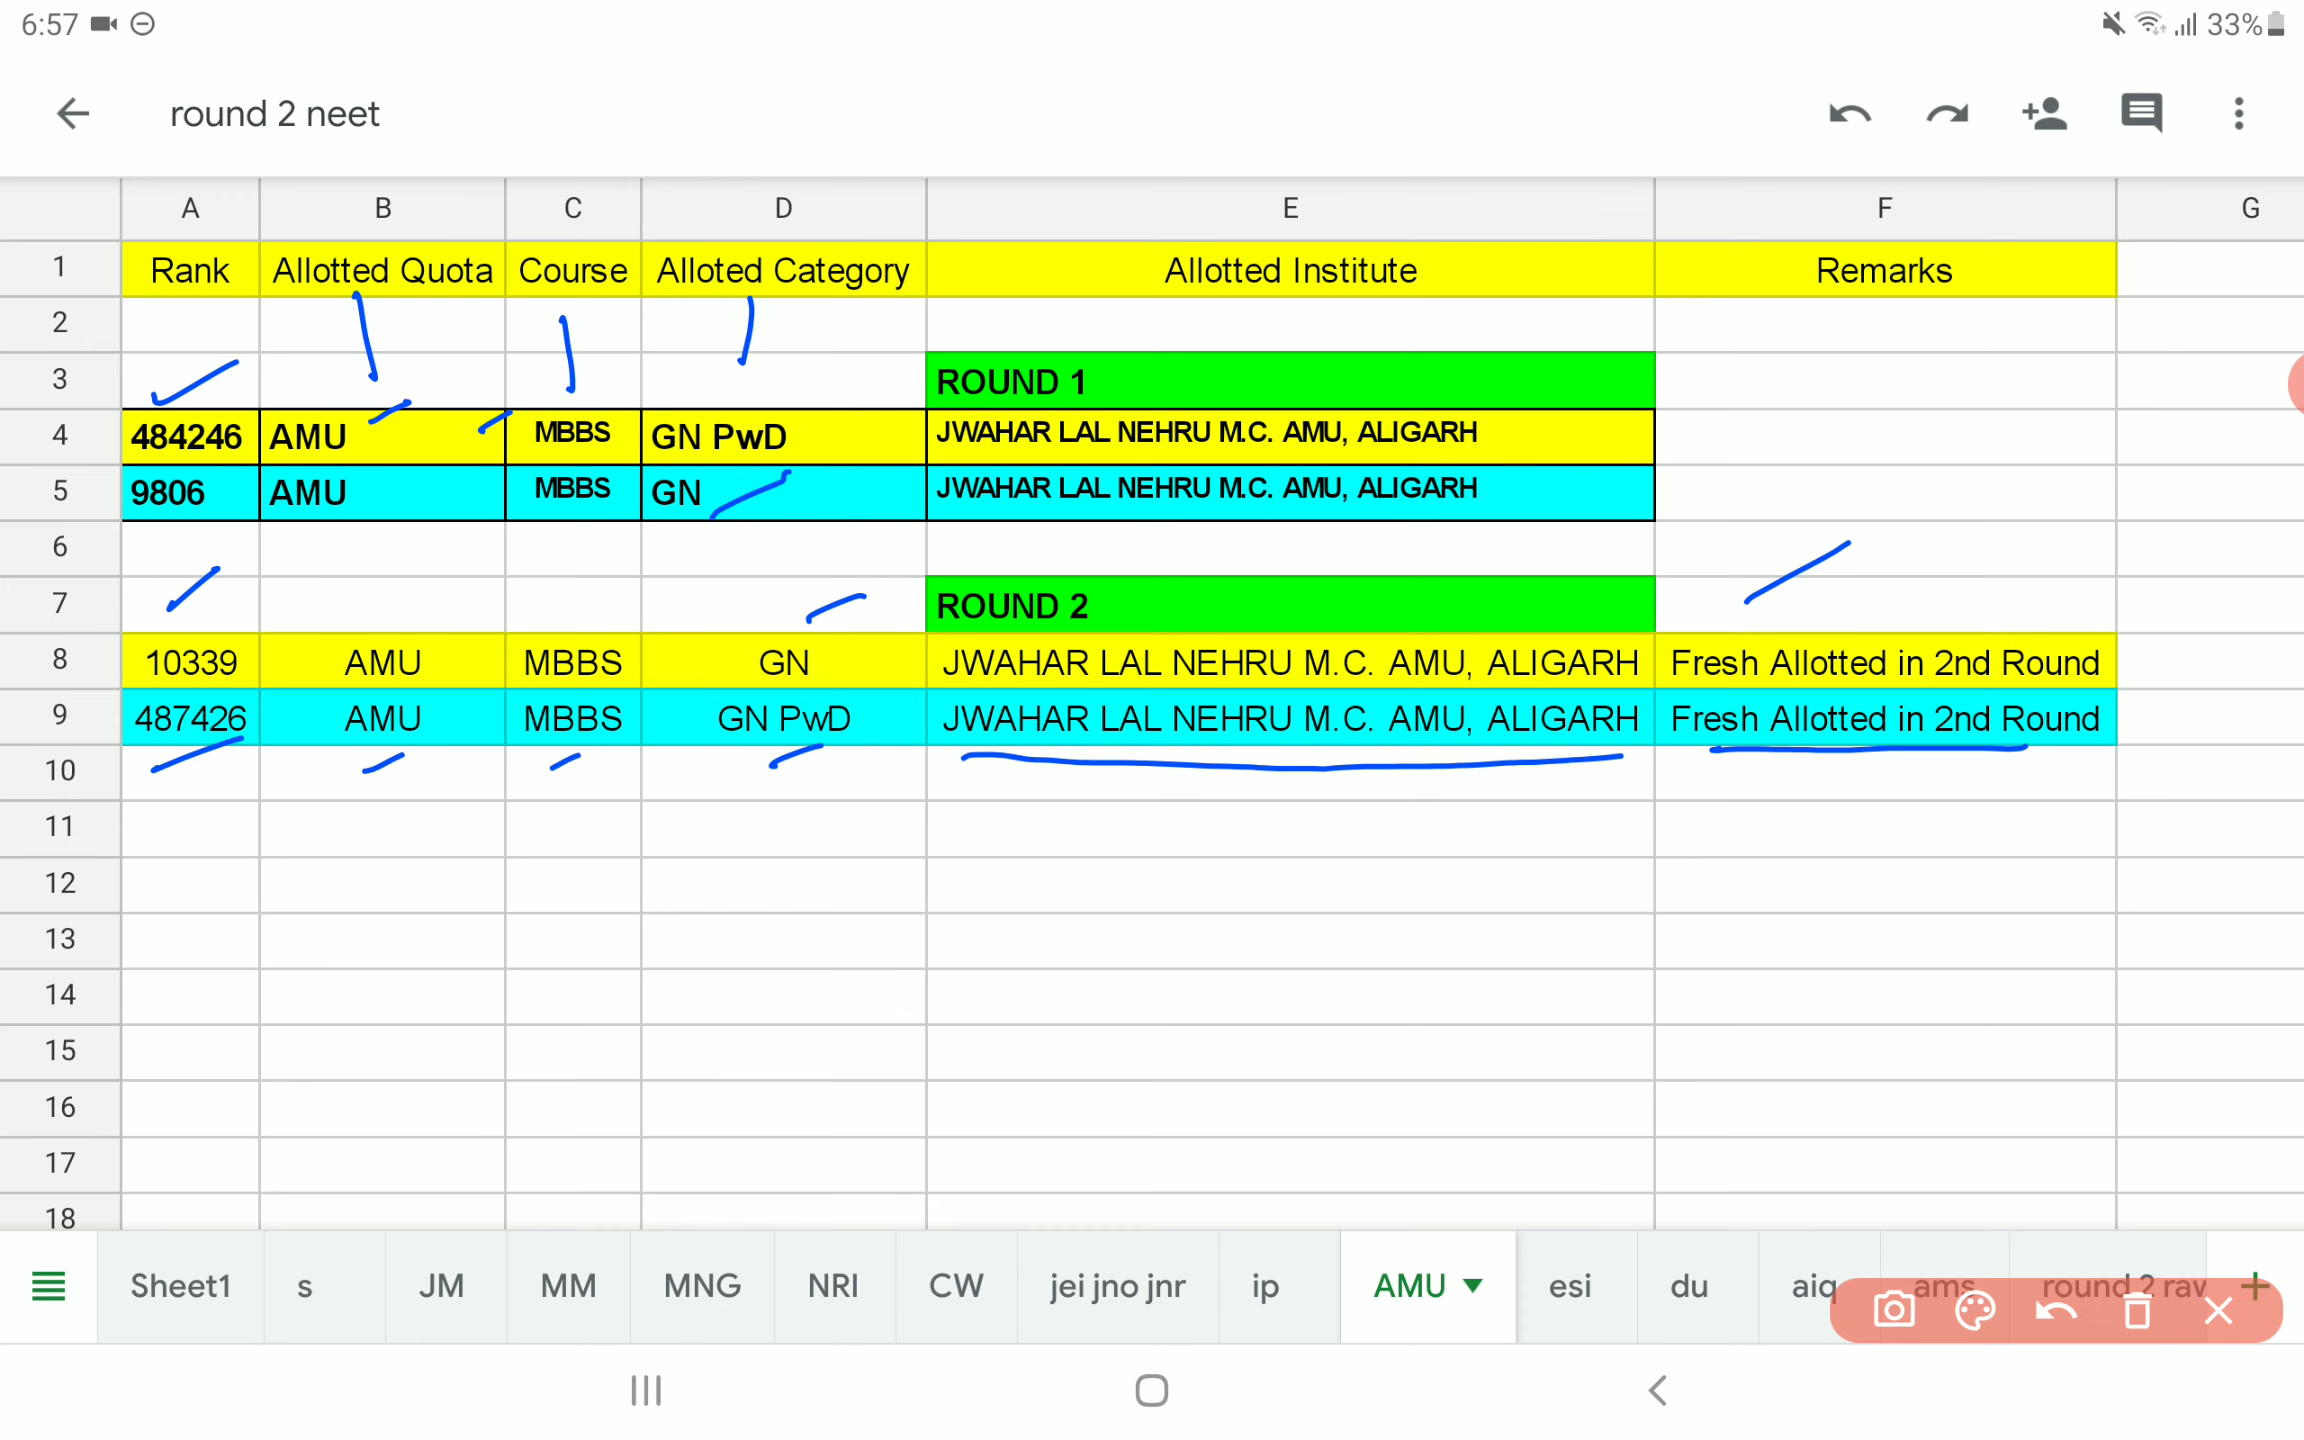 6:57 33%
round 2 neet
A B C D E F G
1 Rank Allotted Quota Course Alloted Category Allotted Institute Remarks
2
3 ROUND 1
4 484246 AMU MBBS GN PwD JWAHAR LAL NEHRU M.C. AMU, ALIGARH
5 9806 AMU MBBS GN JWAHAR LAL NEHRU M.C. AMU, ALIGARH
6
7 ROUND 2
8 10339 AMU MBBS GN JWAHAR LAL NEHRU M.C. AMU, ALIGARH Fresh Allotted in 2nd Round
9 487426 AMU MBBS GN PwD JWAHAR LAL NEHRU M.C. AMU, ALIGARH Fresh Allotted in 2nd Round
10
11
12
13
14
15
16
17
18
Sheet1 s JM MM MNG NRI CW jei jno jnr ip AMU esi du aiq ams round 2 rav